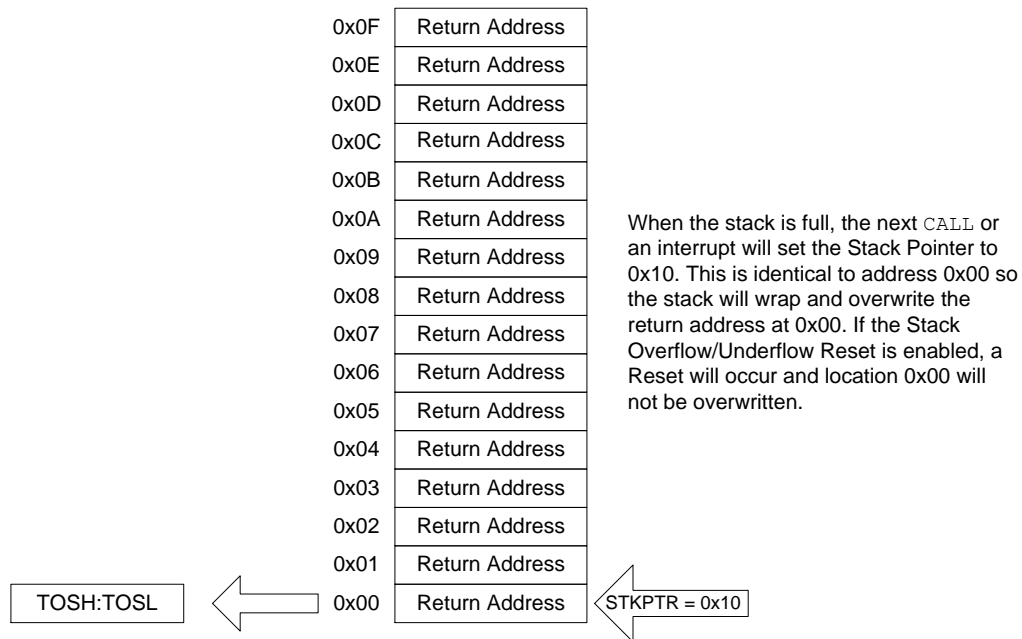 0x0F Return Address
0x0E Return Address
0x0D Return Address
0x0C Return Address
0x0B Return Address
0x0A Return Address
0x09 Return Address
0x08 Return Address
0x07 Return Address
0x06 Return Address
0x05 Return Address
0x04 Return Address
0x03 Return Address
0x02 Return Address
0x01 Return Address
TOSH:TOSL 0x00 Return Address STKPTR = 0x10
When the stack is full, the next CALL or
an interrupt will set the Stack Pointer to
0x10. This is identical to address 0x00 so
the stack will wrap and overwrite the
return address at 0x00. If the Stack
Overflow/Underflow Reset is enabled, a
Reset will occur and location 0x00 will
not be overwritten.